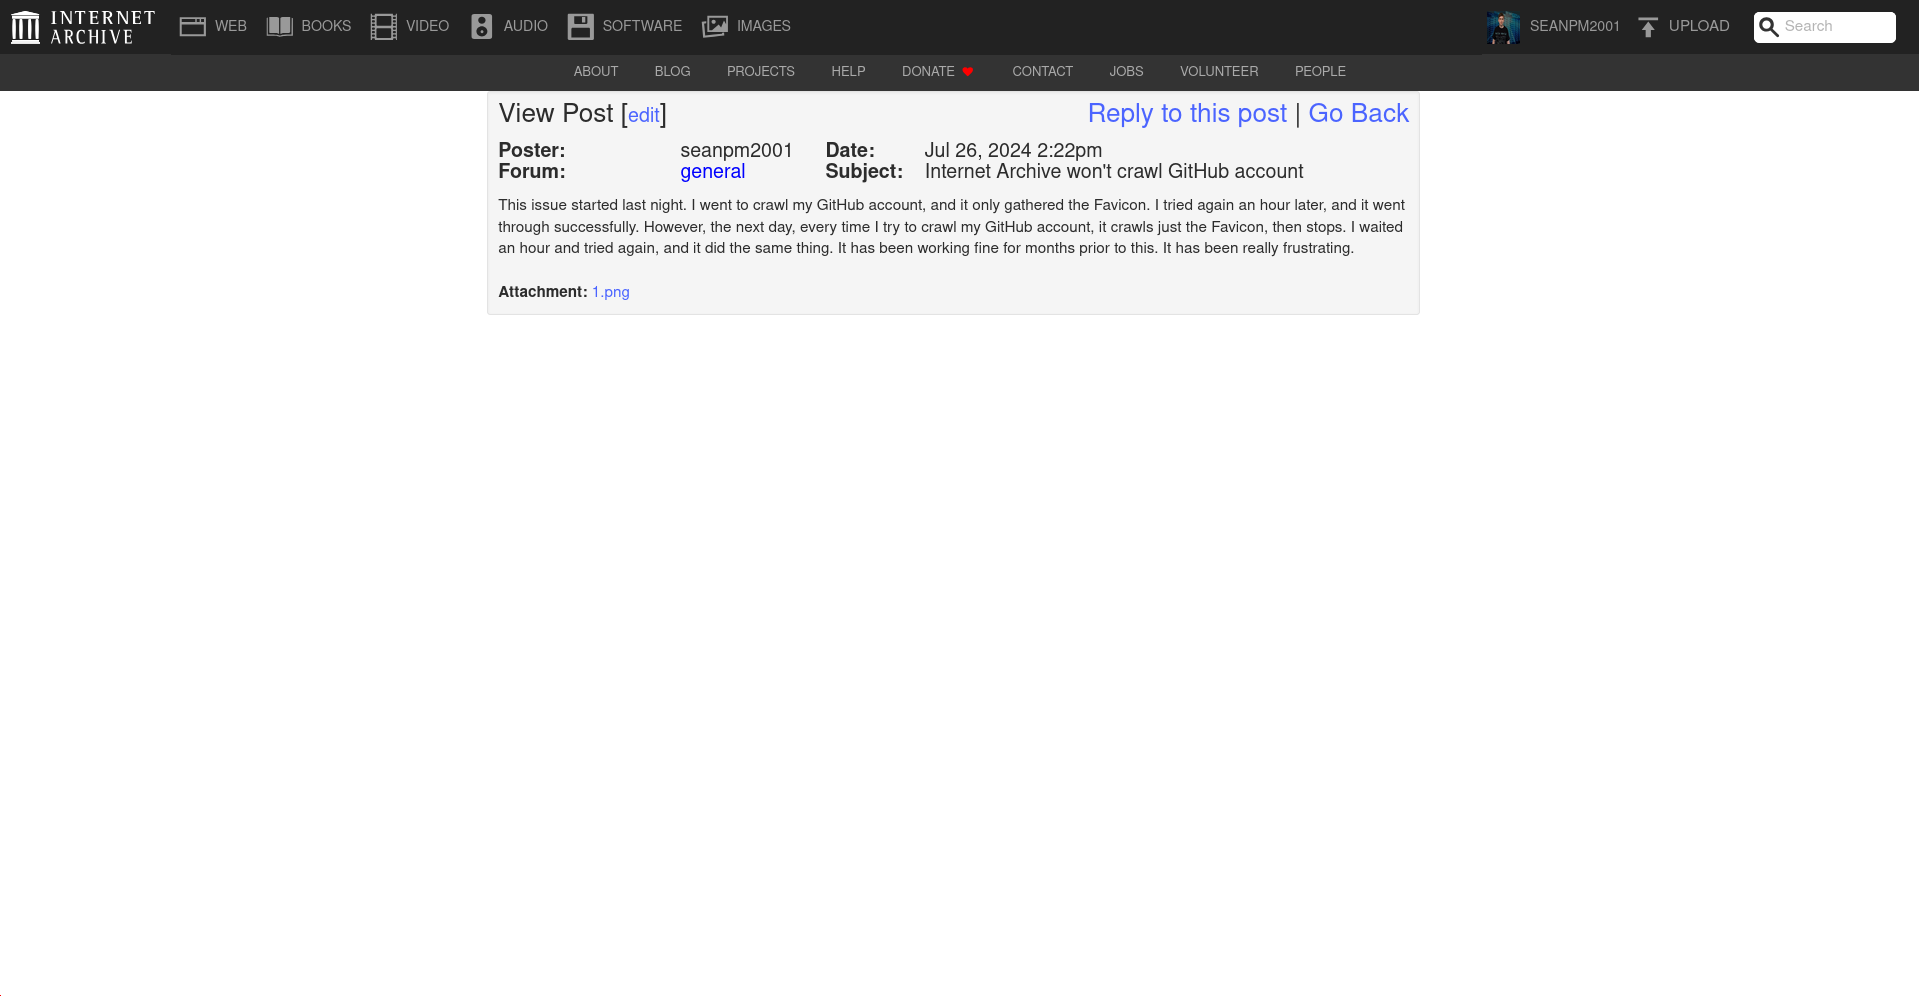 INTERNET ARCHIVE
WEB BOOKS VIDEO AUDIO SOFTWARE IMAGES SEANPM2001 UPLOAD Search
ABOUT BLOG PROJECTS HELP DONATE CONTACT JOBS VOLUNTEER PEOPLE
View Post [edit] Reply to this post | Go Back
Poster: seanpm2001 Date: Jul 26, 2024 2:22pm
Forum: general Subject: Internet Archive won't crawl GitHub account
This issue started last night. I went to crawl my GitHub account, and it only gathered the Favicon. I tried again an hour later, and it went
through successfully. However, the next day, every time I try to crawl my GitHub account, it crawls just the Favicon, then stops. I waited
an hour and tried again, and it did the same thing. It has been working fine for months prior to this. It has been really frustrating.
Attachment: 1.png